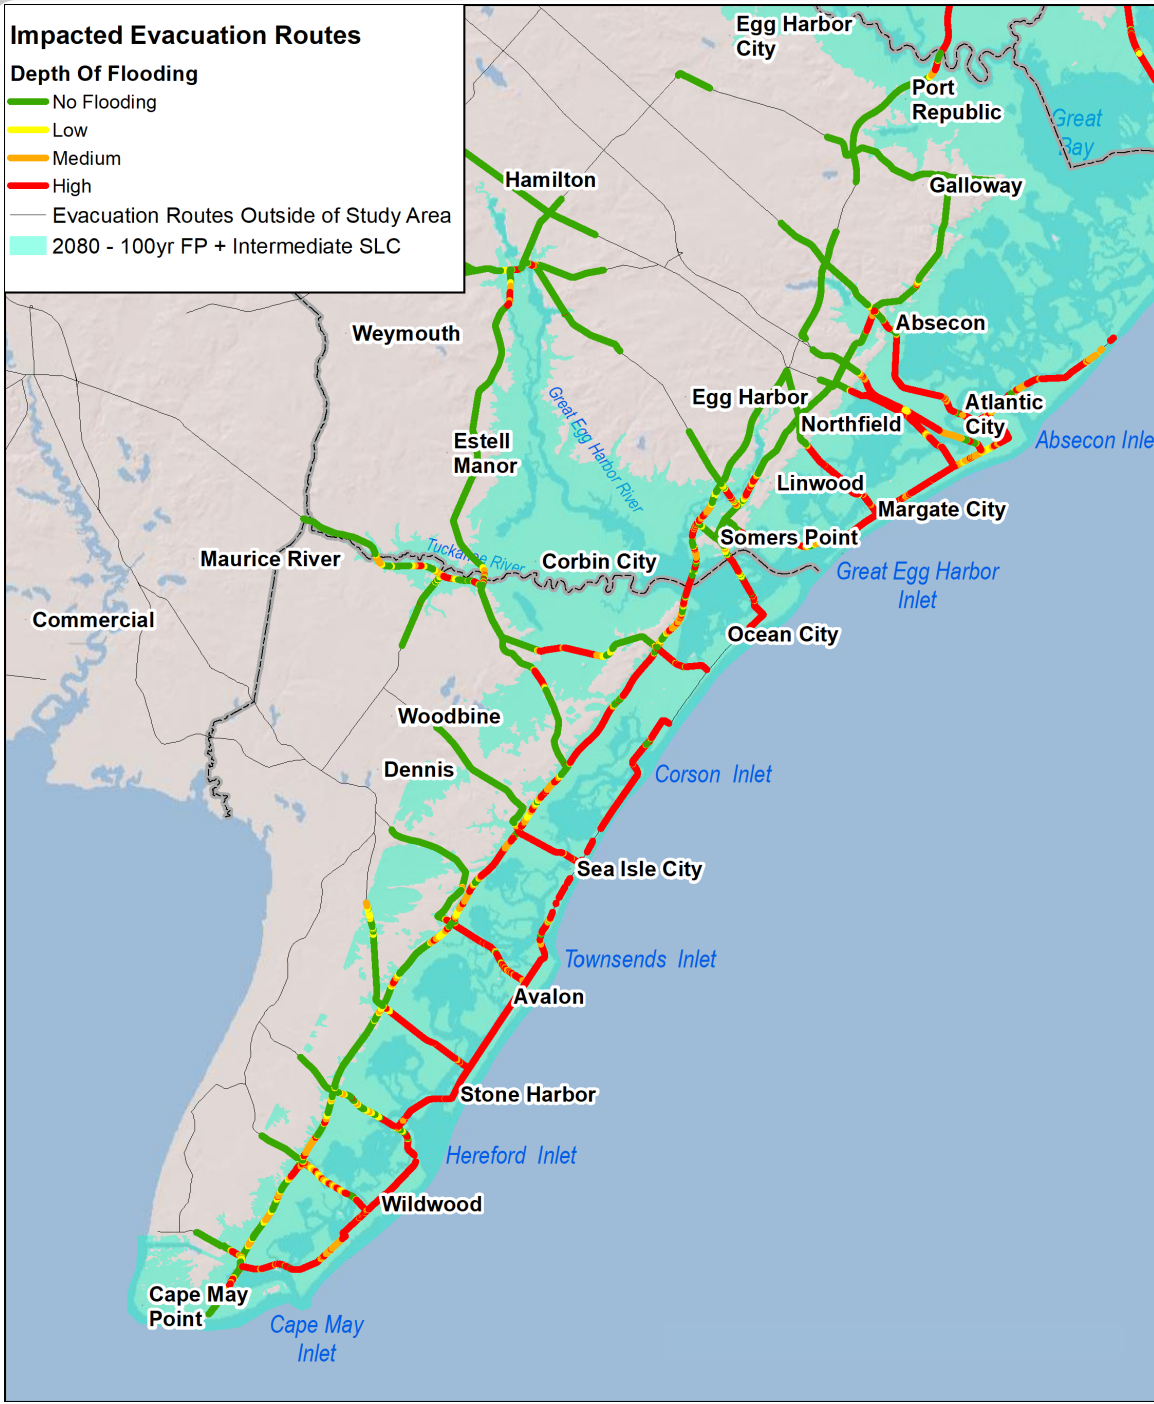 Impacted Evacuation Routes
Depth Of Flooding
No Flooding
Low
Medium
High
Evacuation Routes Outside of Study Area
2080 - 100yr FP + Intermediate SLC
Egg Harbor
City
Port
Republic
Great
Bay
Hamilton
Galloway
Weymouth
Absecon
Egg Harbor
Great Egg Harbor River
Atlantic
City
Northfield
Absecon Inle
Estell
Manor
Linwood
Margate City
Somers Point
Maurice River
Tuckahoe River
Corbin City
Great Egg Harbor
Inlet
Commercial
Ocean City
Woodbine
Dennis
Corson Inlet
Sea Isle City
Townsends Inlet
Avalon
Stone Harbor
Hereford Inlet
Wildwood
Cape May
Point
Cape May
Inlet